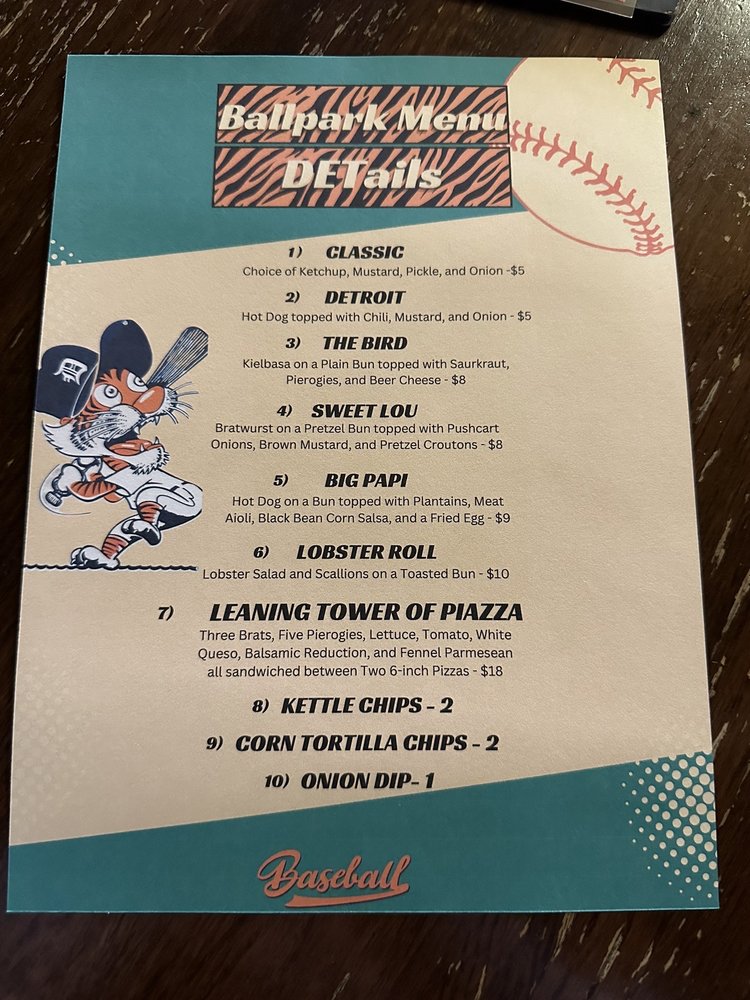 Ballpark Menu
DETails
1) CLASSIC
Choice of Ketchup, Mustard, Pickle, and Onion -$5
2) DETROIT
Hot Dog topped with Chili, Mustard, and Onion - $5
3) THE BIRD
Kielbasa on a Plain Bun topped with Saurkraut,
Pierogies, and Beer Cheese - $8
4) SWEET LOU
Bratwurst on a Pretzel Bun topped with Pushcart
Onions, Brown Mustard, and Pretzel Croutons - $8
5) BIG PAPI
Hot Dog on a Bun topped with Plantains, Meat
Aioli, Black Bean Corn Salsa, and a Fried Egg - $9
6) LOBSTER ROLL
Lobster Salad and Scallions on a Toasted Bun - $10
7) LEANING TOWER OF PIAZZA
Three Brats, Five Pierogies, Lettuce, Tomato, White
Queso, Balsamic Reduction, and Fennel Parmesean
all sandwiched between Two 6-inch Pizzas - $18
8) KETTLE CHIPS - 2
9) CORN TORTILLA CHIPS - 2
10) ONION DIP- 1
D
Baseball